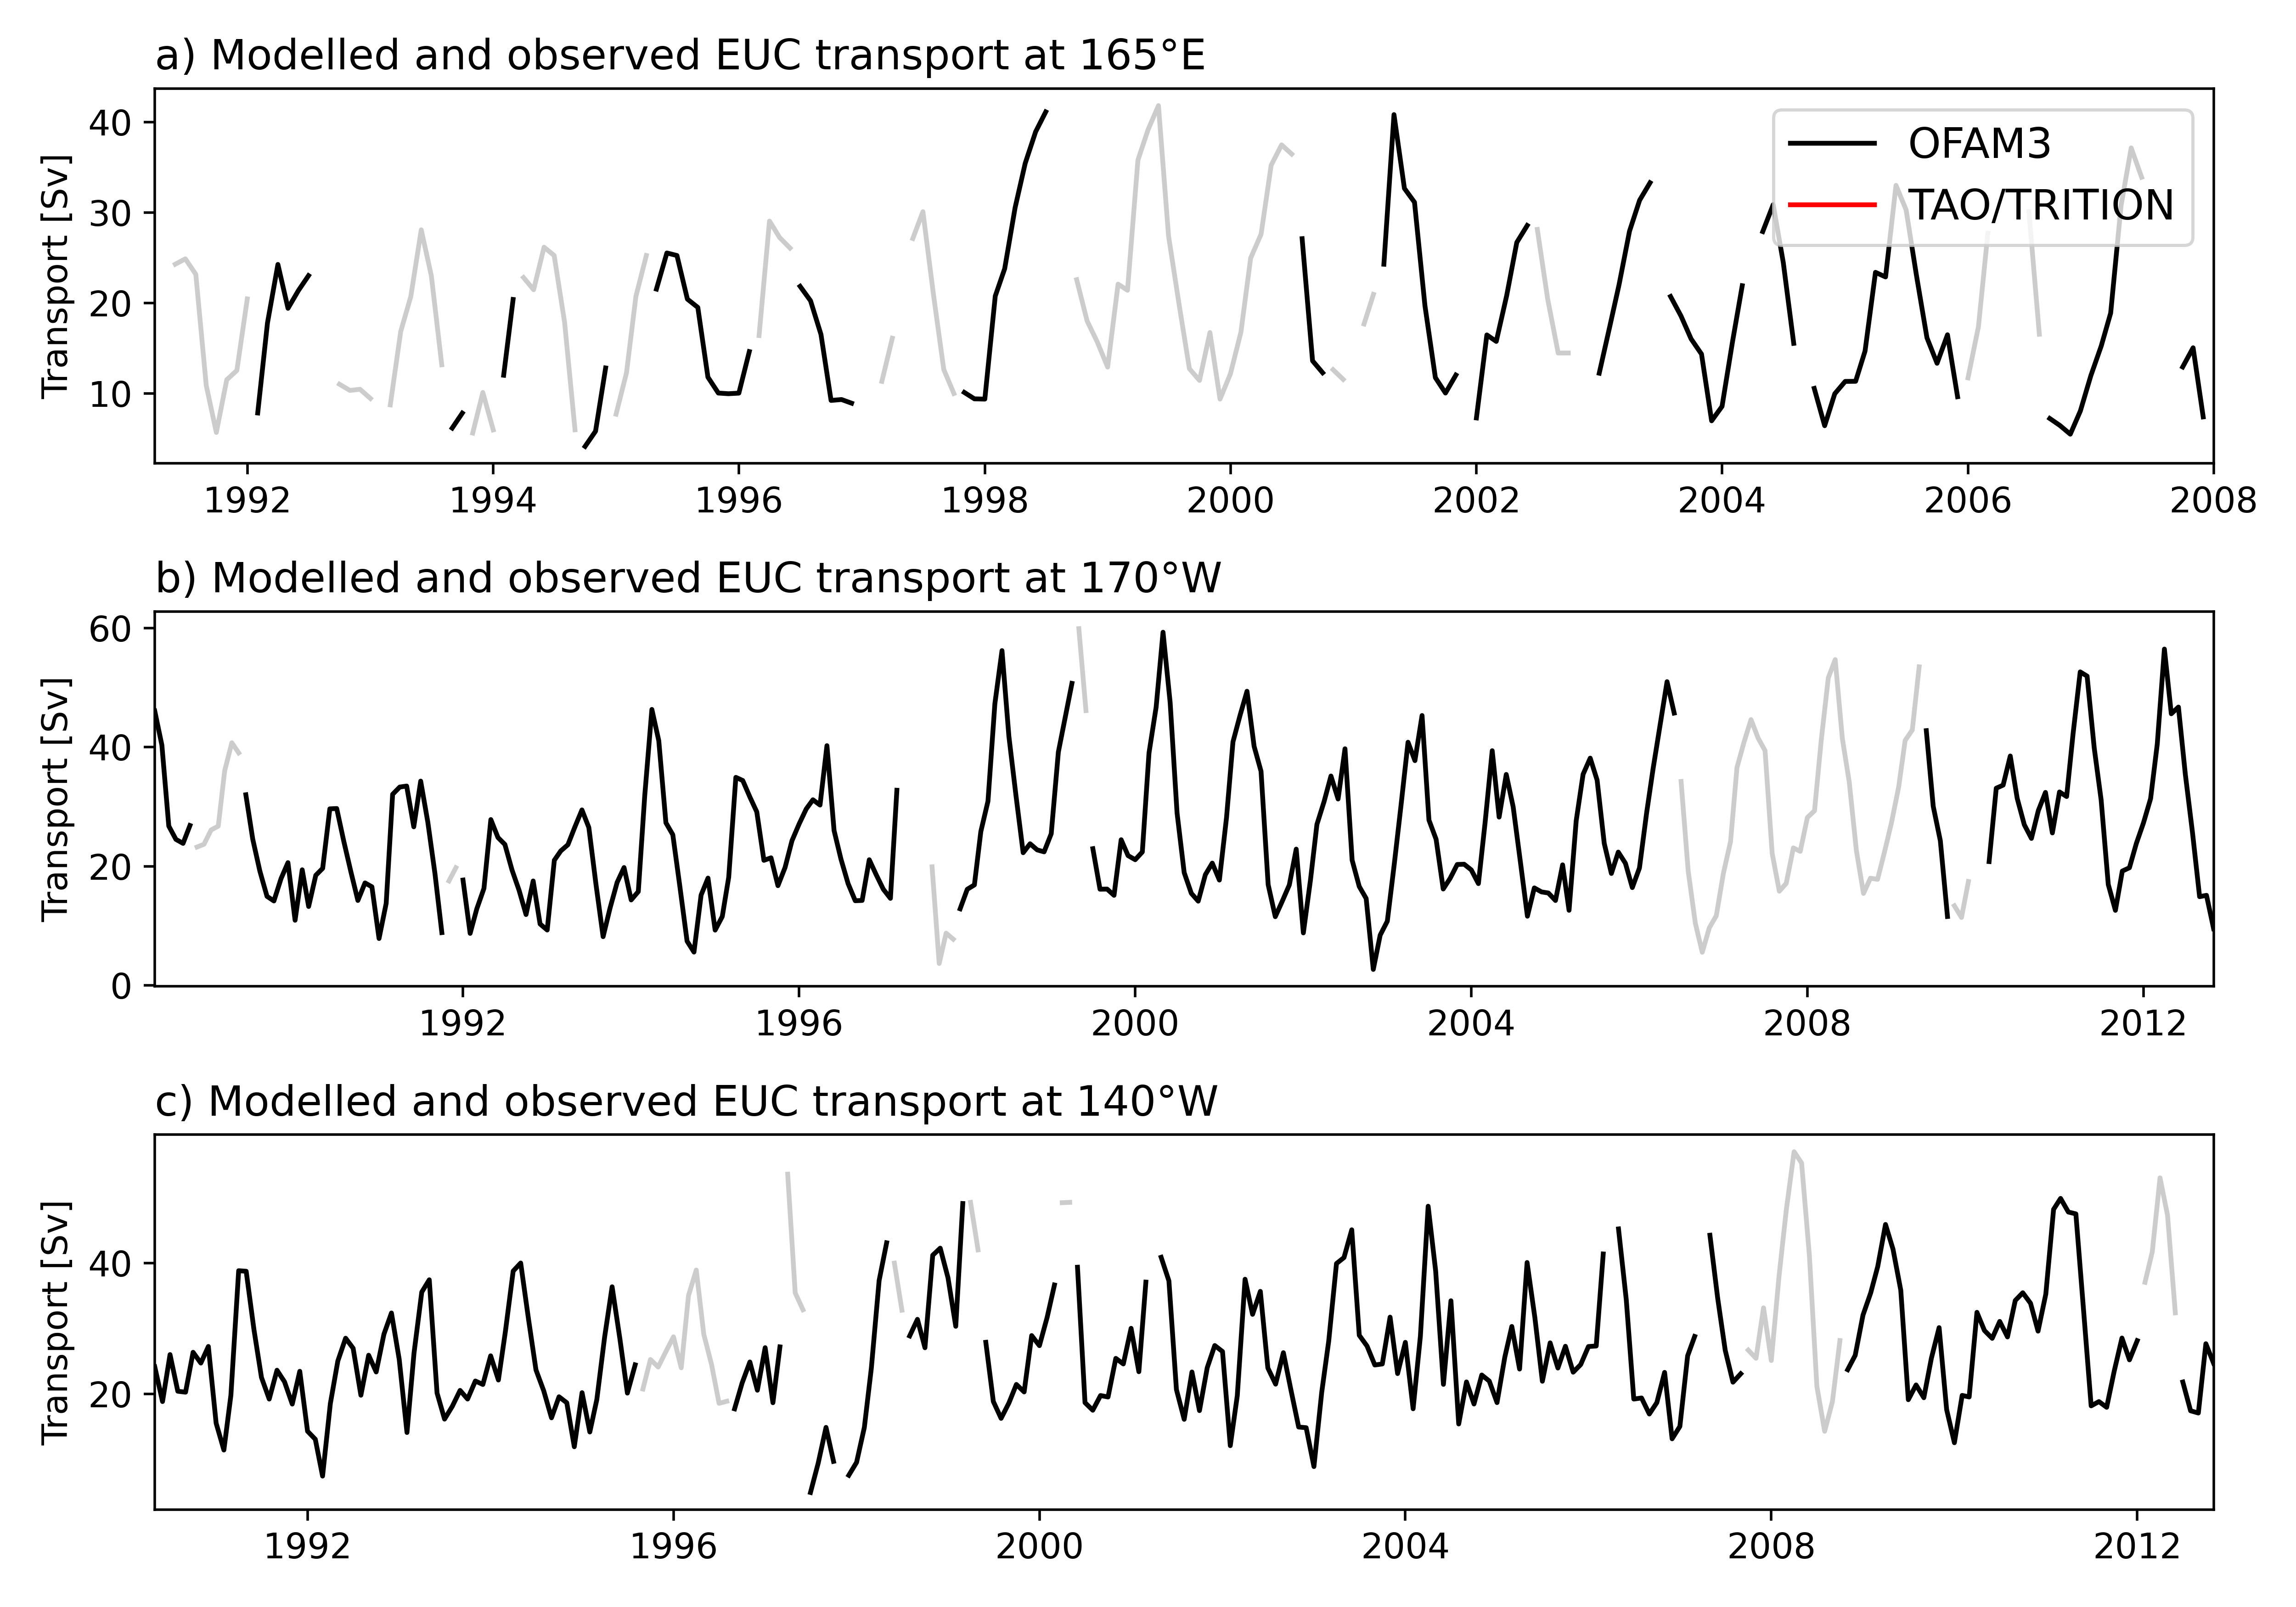 a) Modelled and observed EUC transport at 165°E
Transport [Sv]
40
30
20
10
OFAM3
TAO/TRITION
1992 1994 1996 1998 2000 2002 2004 2006 2008
b) Modelled and observed EUC transport at 170°W
Transport [Sv]
60
40
20
0
1992 1996 2000 2004 2008 2012
c) Modelled and observed EUC transport at 140°W
Transport [Sv]
40
20
1992 1996 2000 2004 2008 2012